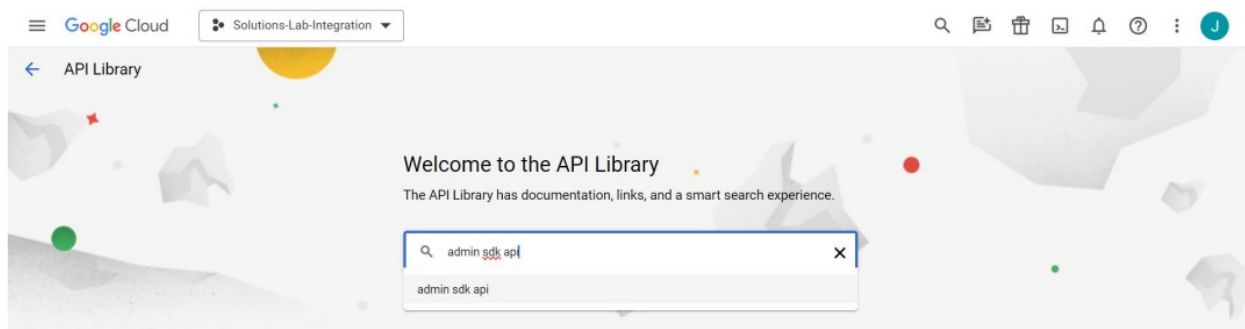 Google Cloud
Solutions-Lab-Integration
J
API Library
Welcome to the API Library
The API Library has documentation, links, and a smart search experience.
admin sdk api
admin sdk api